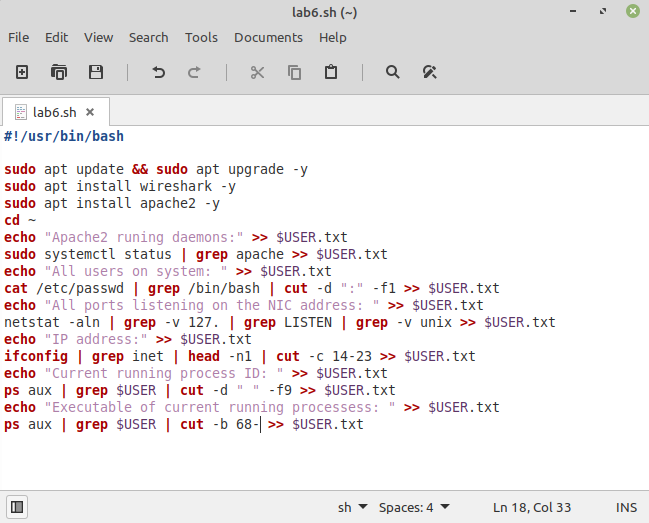 lab6.sh (~)
File Edit View Search Tools Documents Help
lab6.sh
#!/usr/bin/bash
sudo apt update && sudo apt upgrade -y
sudo apt install wireshark -y
sudo apt install apache2 -y
cd ~
echo "Apache2 runing daemons:" >> $USER.txt
sudo systemctl status | grep apache >> $USER.txt
echo "All users on system: " >> $USER.txt
cat /etc/passwd | grep /bin/bash | cut -d ":" -f1 >> $USER.txt
echo "All ports listening on the NIC address: " >> $USER.txt
netstat -aln | grep -v 127. | grep LISTEN | grep -v unix >> $USER.txt
echo "IP address:" >> $USER.txt
ifconfig | grep inet | head -n1 | cut -c 14-23 >> $USER.txt
echo "Current running process ID: " >> $USER.txt
ps aux | grep $USER | cut -d " " -f9 >> $USER.txt
echo "Executable of current running processess: " >> $USER.txt
ps aux | grep $USER | cut -b 68- >> $USER.txt
sh Spaces: 4 Ln 18, Col 33 INS